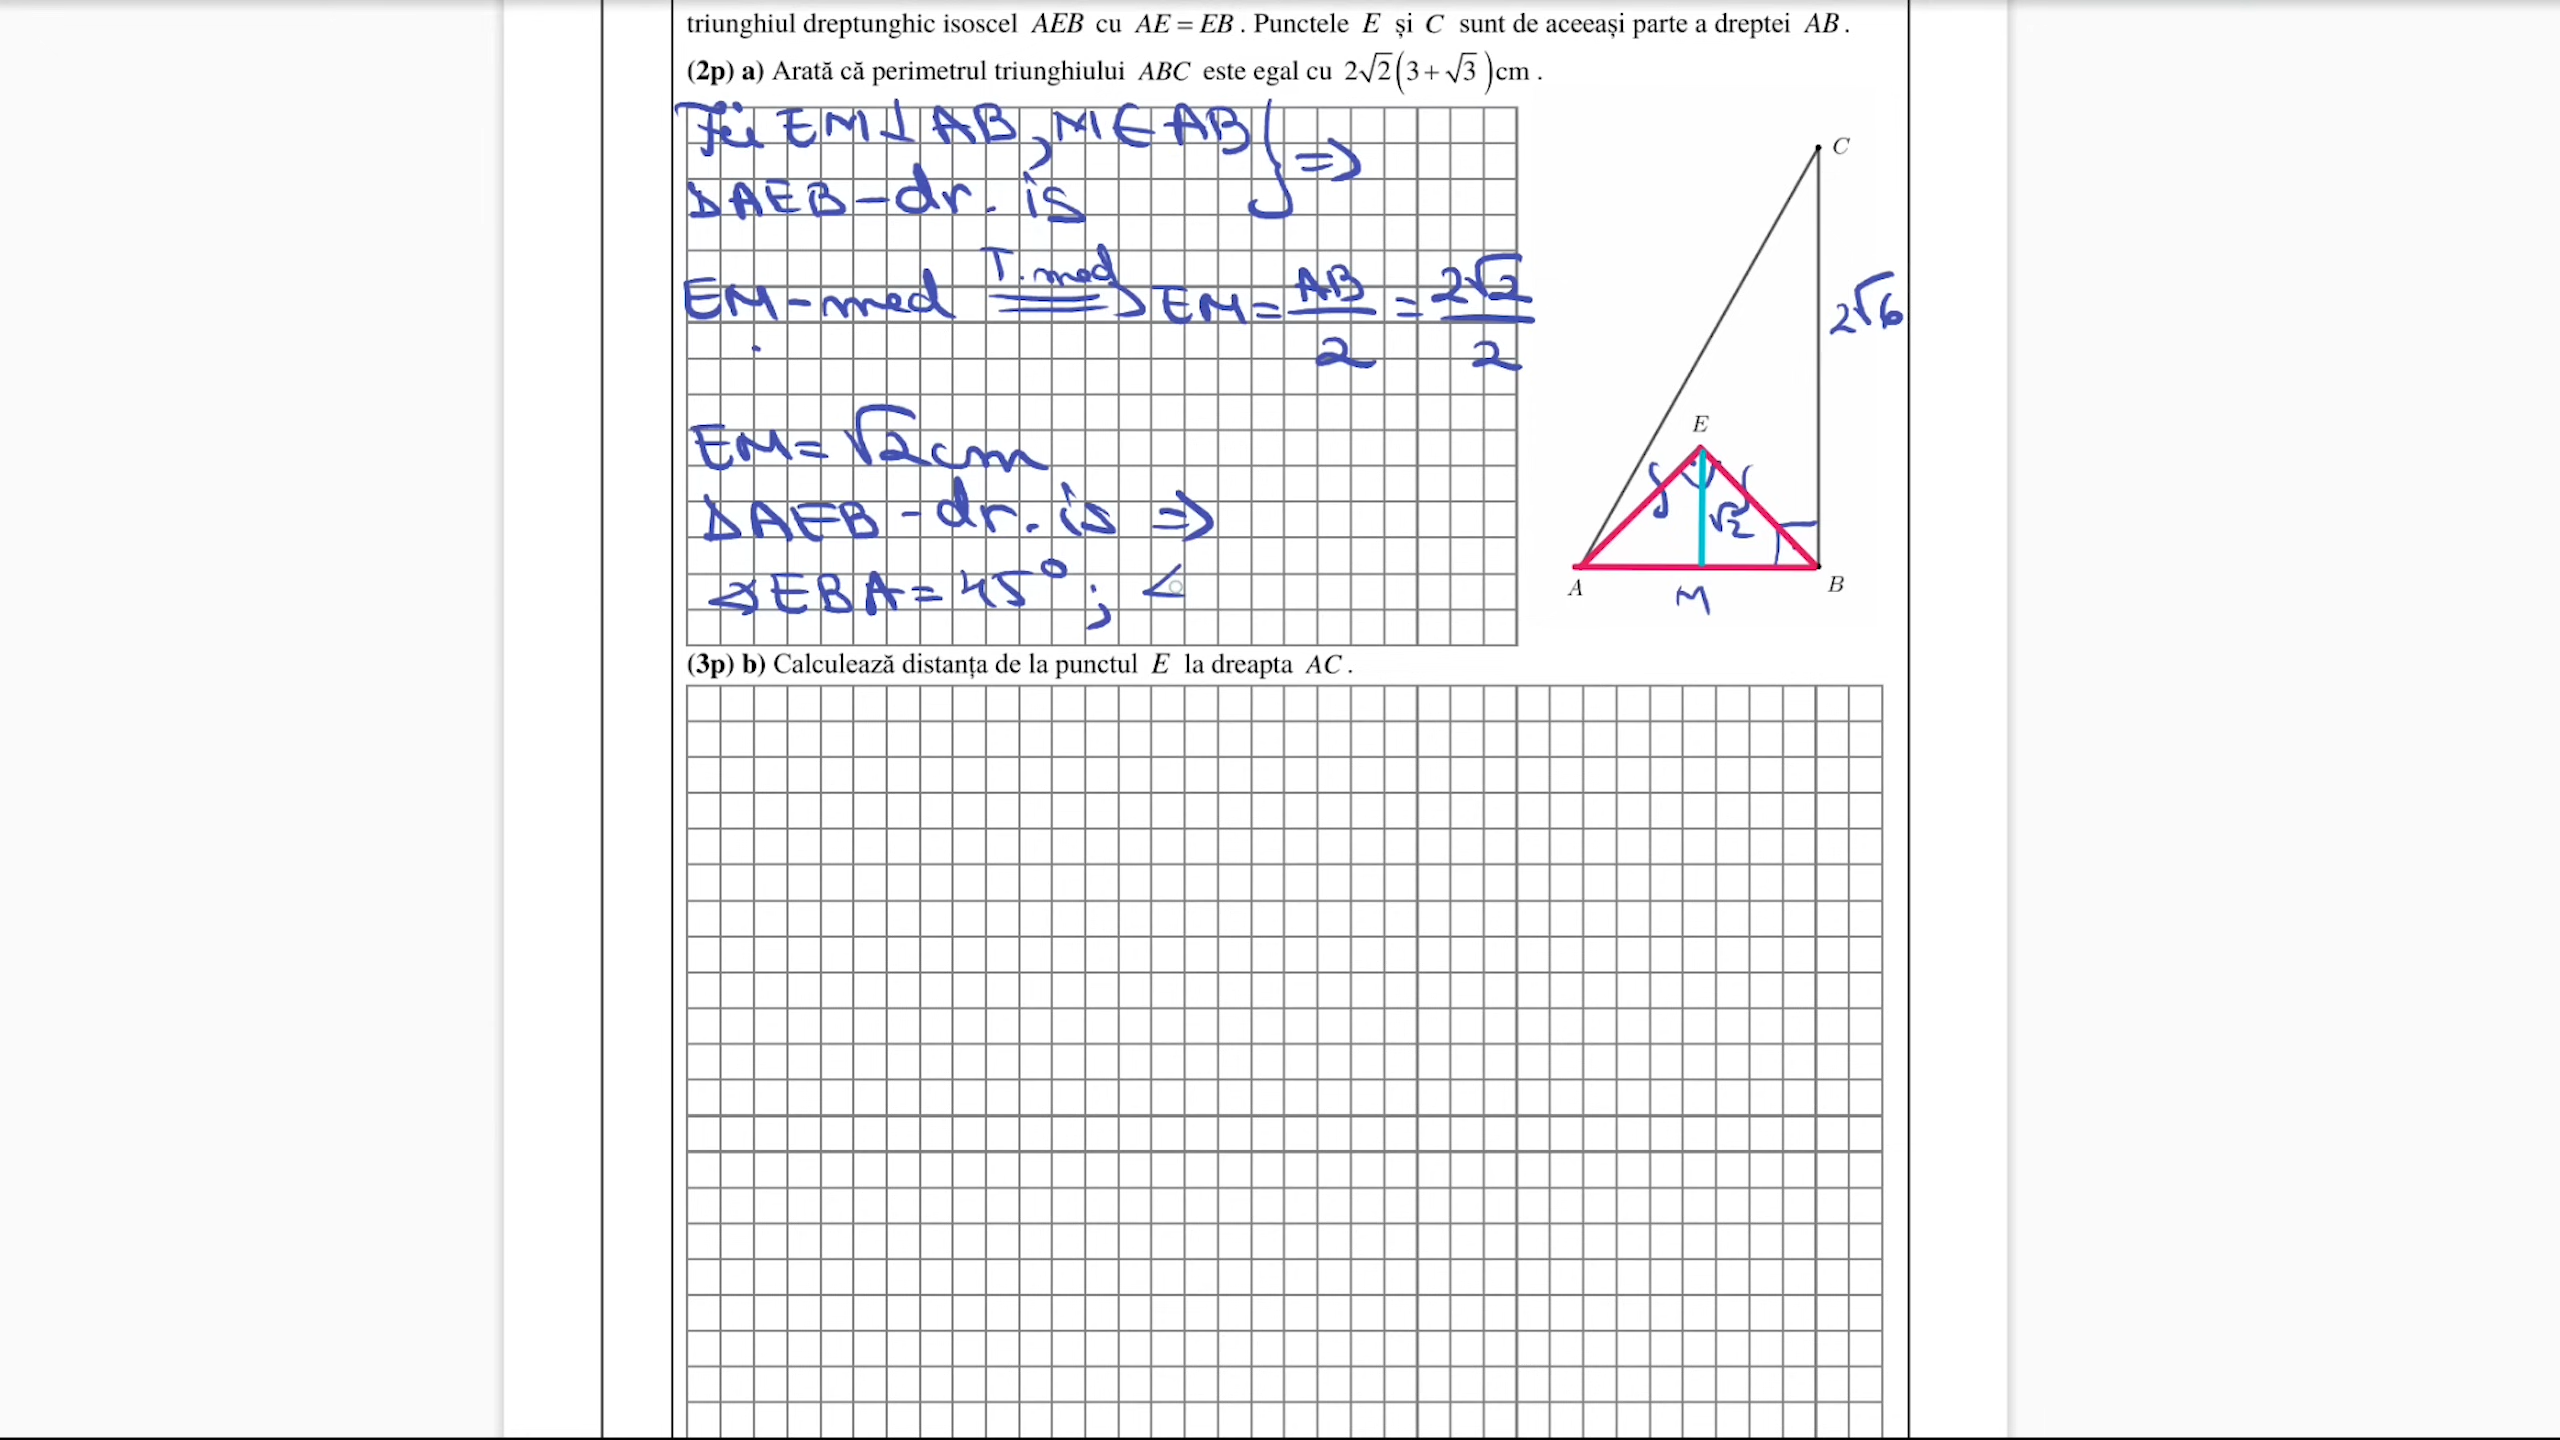 triunghiul dreptunghic isoscel AEB cu AE = EB. Punctele E și C sunt de aceeași parte a dreptei AB.
(2p) a) Arată că perimetrul triunghiului ABC este egal cu 2√2(3+√3)cm.
Fie EM⊥AB, M∈AB } =>
ΔAEB-dr. is
EM-med =T.med=> EM = AB/2 = 2√2/2
EM = √2cm
ΔAEB-dr. is =>
∢EBA = 45°; ∠
C
2√6
E
√2
A
M
B
(3p) b) Calculează distanța de la punctul E la dreapta AC.